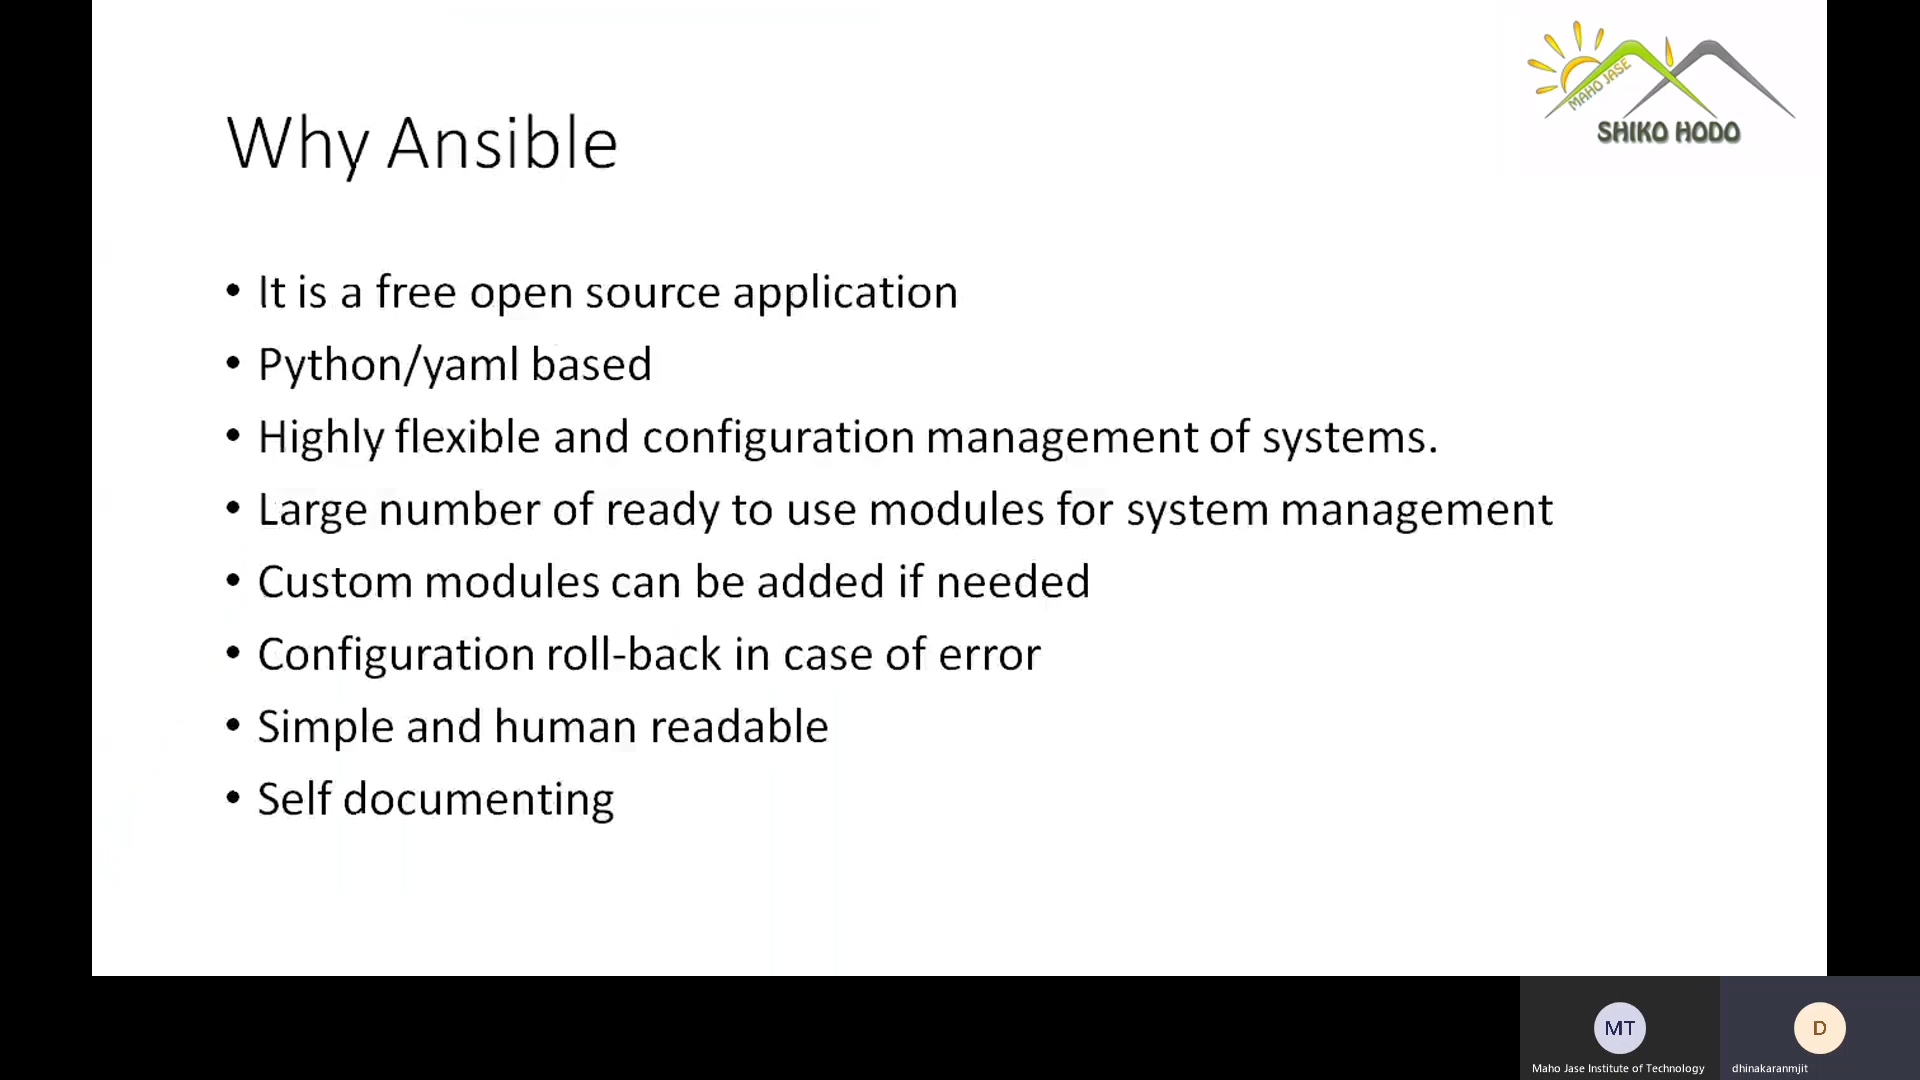 MAHO JASE
SHIKO HODO
Why Ansible
• It is a free open source application
• Python/yaml based
• Highly flexible and configuration management of systems.
• Large number of ready to use modules for system management
• Custom modules can be added if needed
• Configuration roll-back in case of error
• Simple and human readable
• Self documenting
MT
Maho Jase Institute of Technology
D
dhinakaranmjit